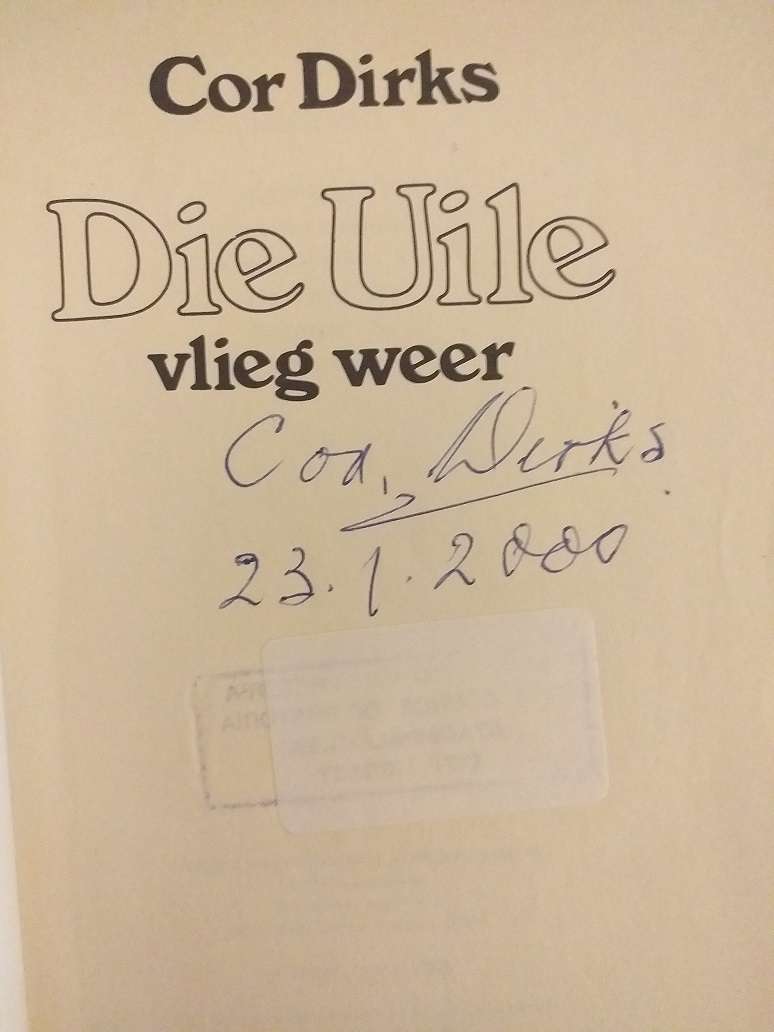 Cor Dirks
Die Uile
vlieg weer
Cor Dirks
23.1.2000